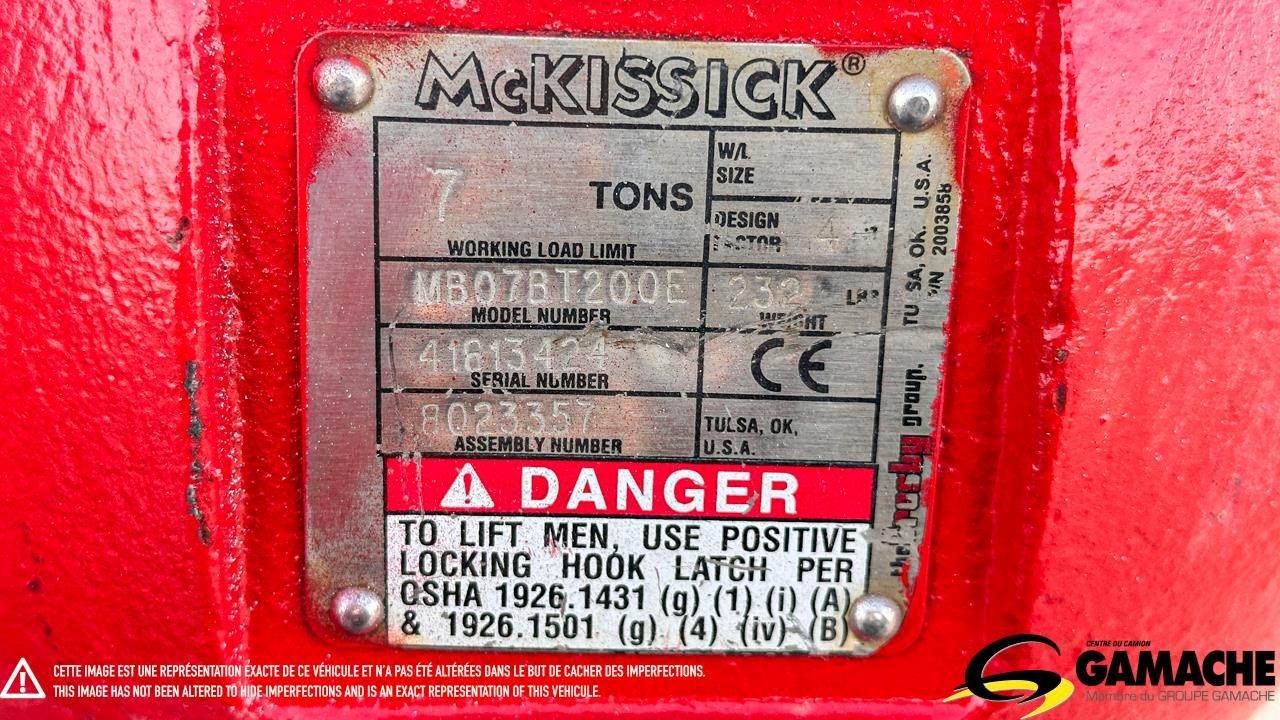 McKISSICK®
7 TONS
WORKING LOAD LIMIT
W/L
SIZE
DESIGN
FACTOR 4
MB07BT200E
MODEL NUMBER
232 LBS
WEIGHT
41613424
SERIAL NUMBER
CE
8023357
ASSEMBLY NUMBER
TULSA, OK,
U.S.A.
the crosby group. TULSA, OK. U.S.A.
P/N 2003858
DANGER
TO LIFT MEN, USE POSITIVE
LOCKING HOOK LATCH PER
OSHA 1926.1431 (g) (1) (i) (A)
& 1926.1501 (g) (4) (iv) (B)
CETTE IMAGE EST UNE REPRÉSENTATION EXACTE DE CE VÉHICULE ET N'A PAS ÉTÉ ALTÉRÉES DANS LE BUT DE CACHER DES IMPERFECTIONS.
THIS IMAGE HAS NOT BEEN ALTERED TO HIDE IMPERFECTIONS AND IS AN EXACT REPRESENTATION OF THIS VEHICULE.
CENTRE DU CAMION
GAMACHE
Membre du GROUPE GAMACHE